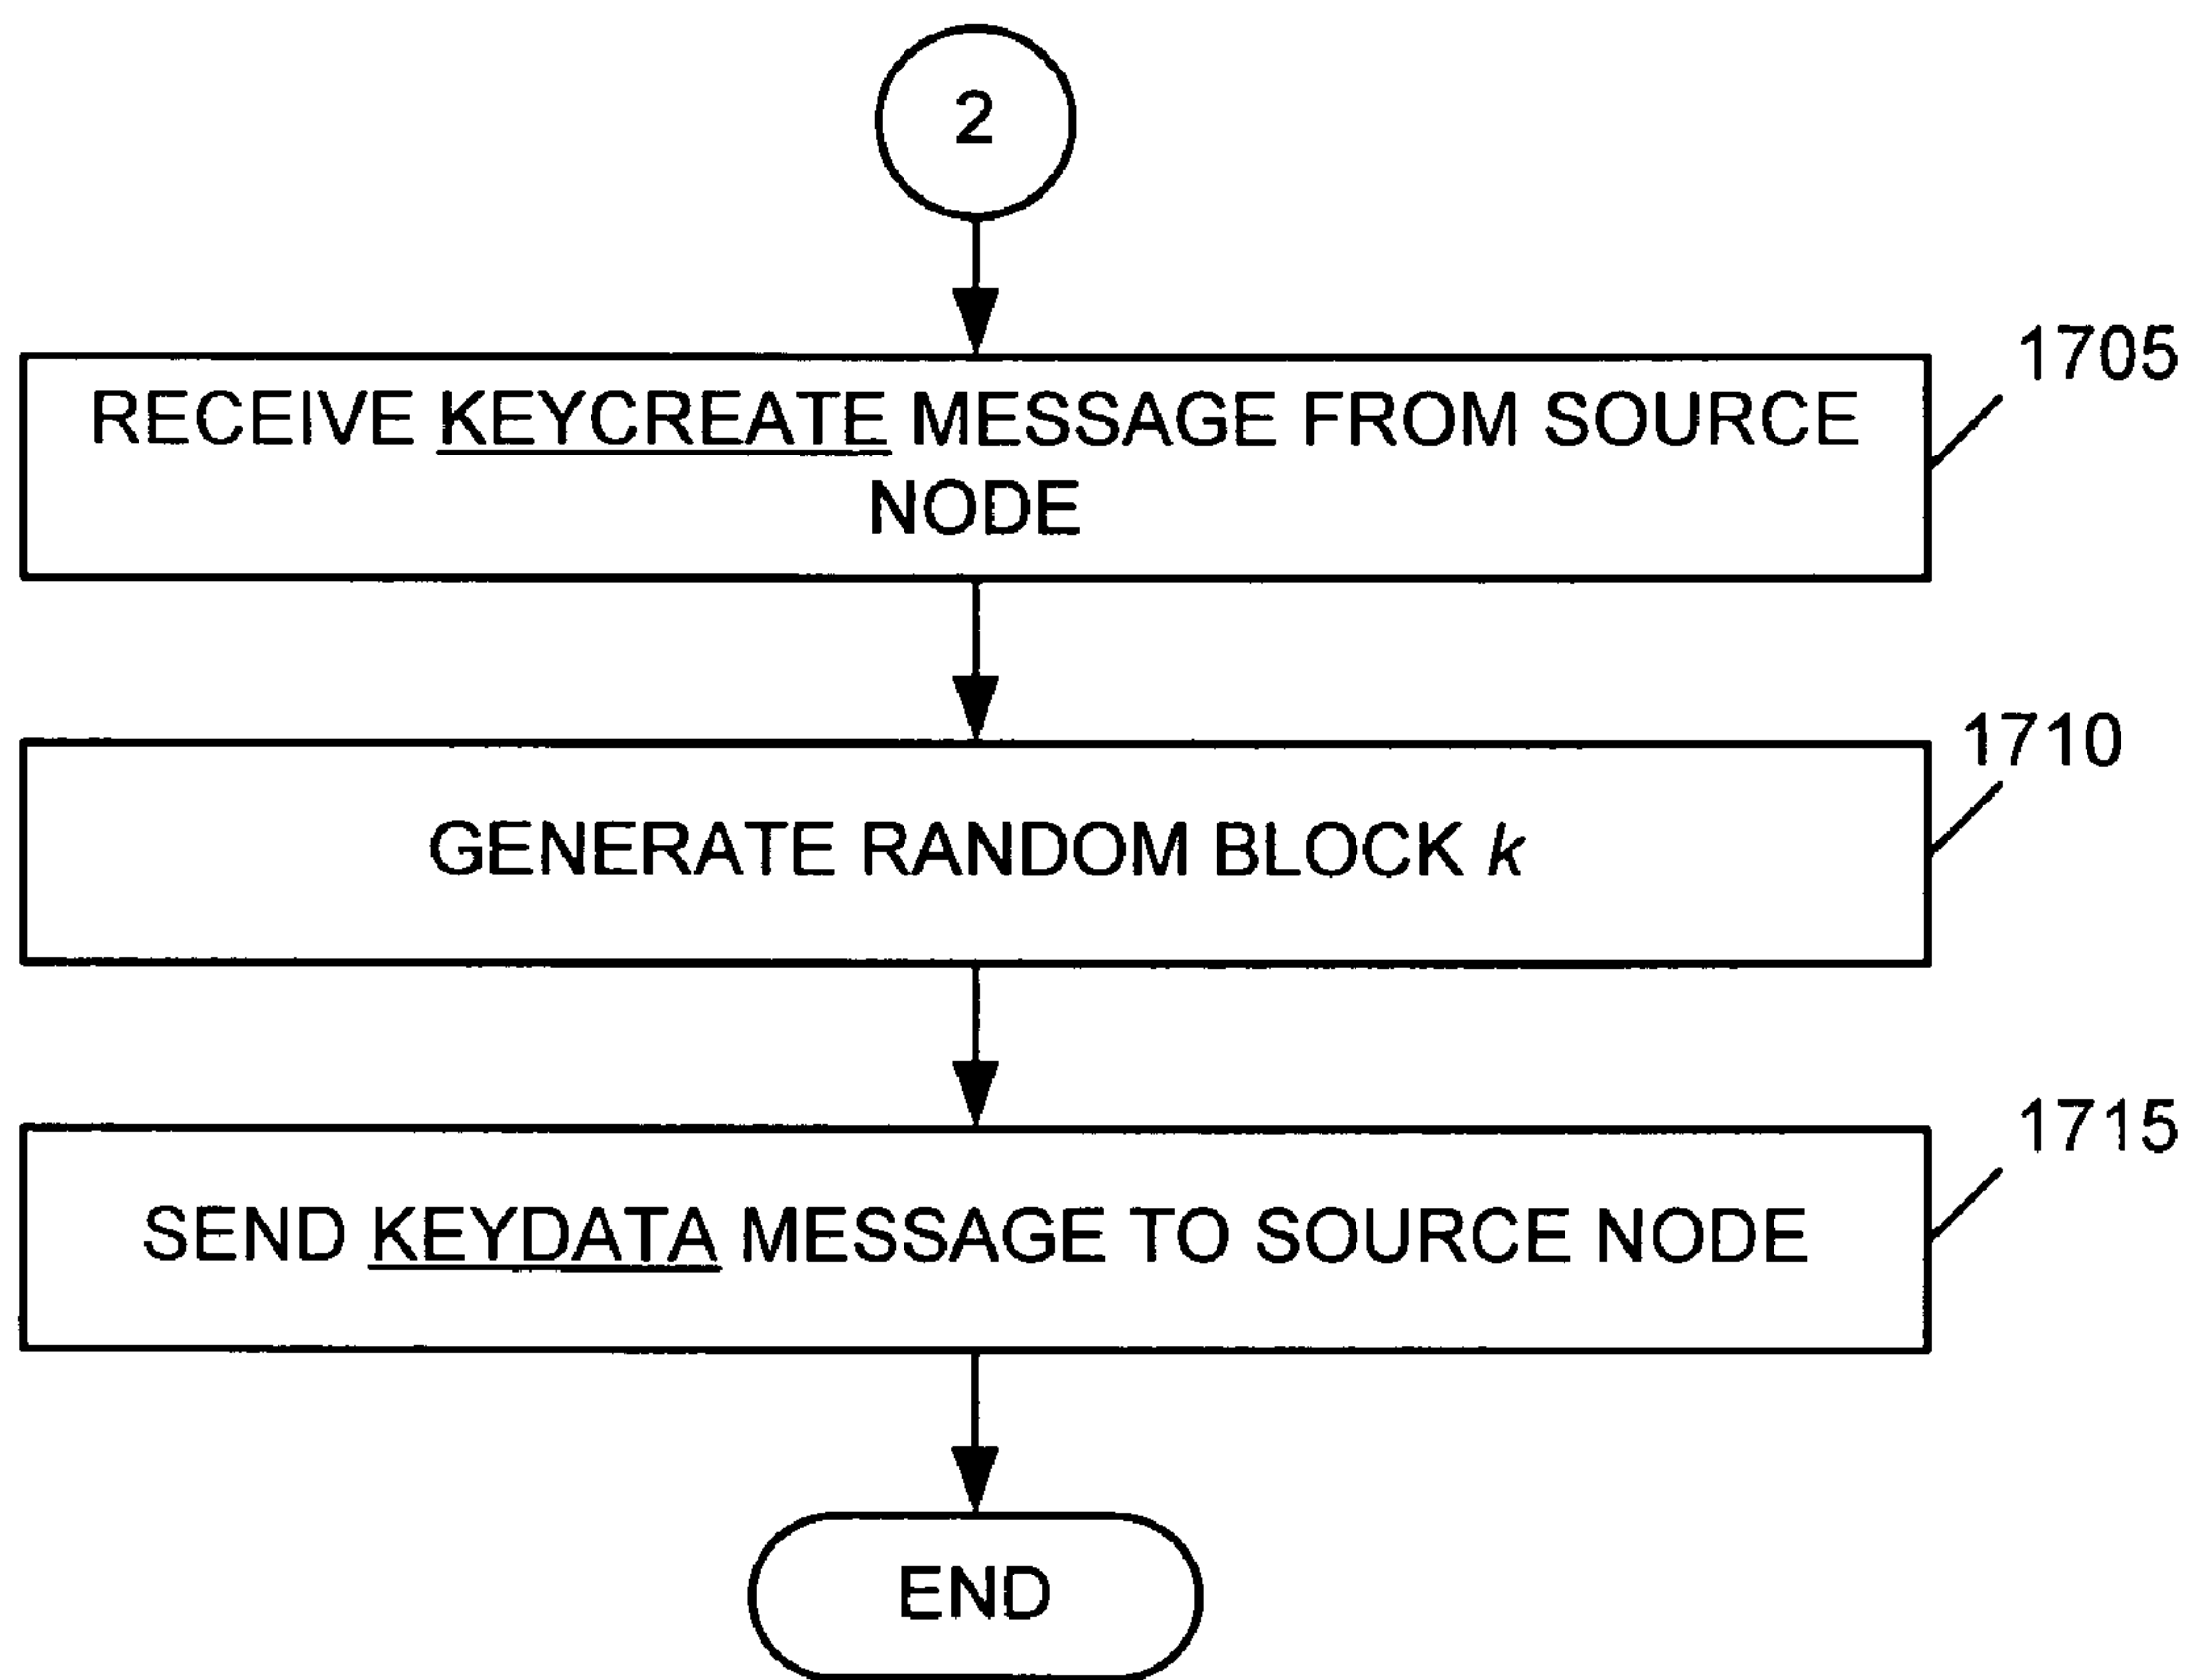 2
1705
RECEIVE KEYCREATE MESSAGE FROM SOURCE
NODE
1710
GENERATE RANDOM BLOCK k
1715
SEND KEYDATA MESSAGE TO SOURCE NODE
END